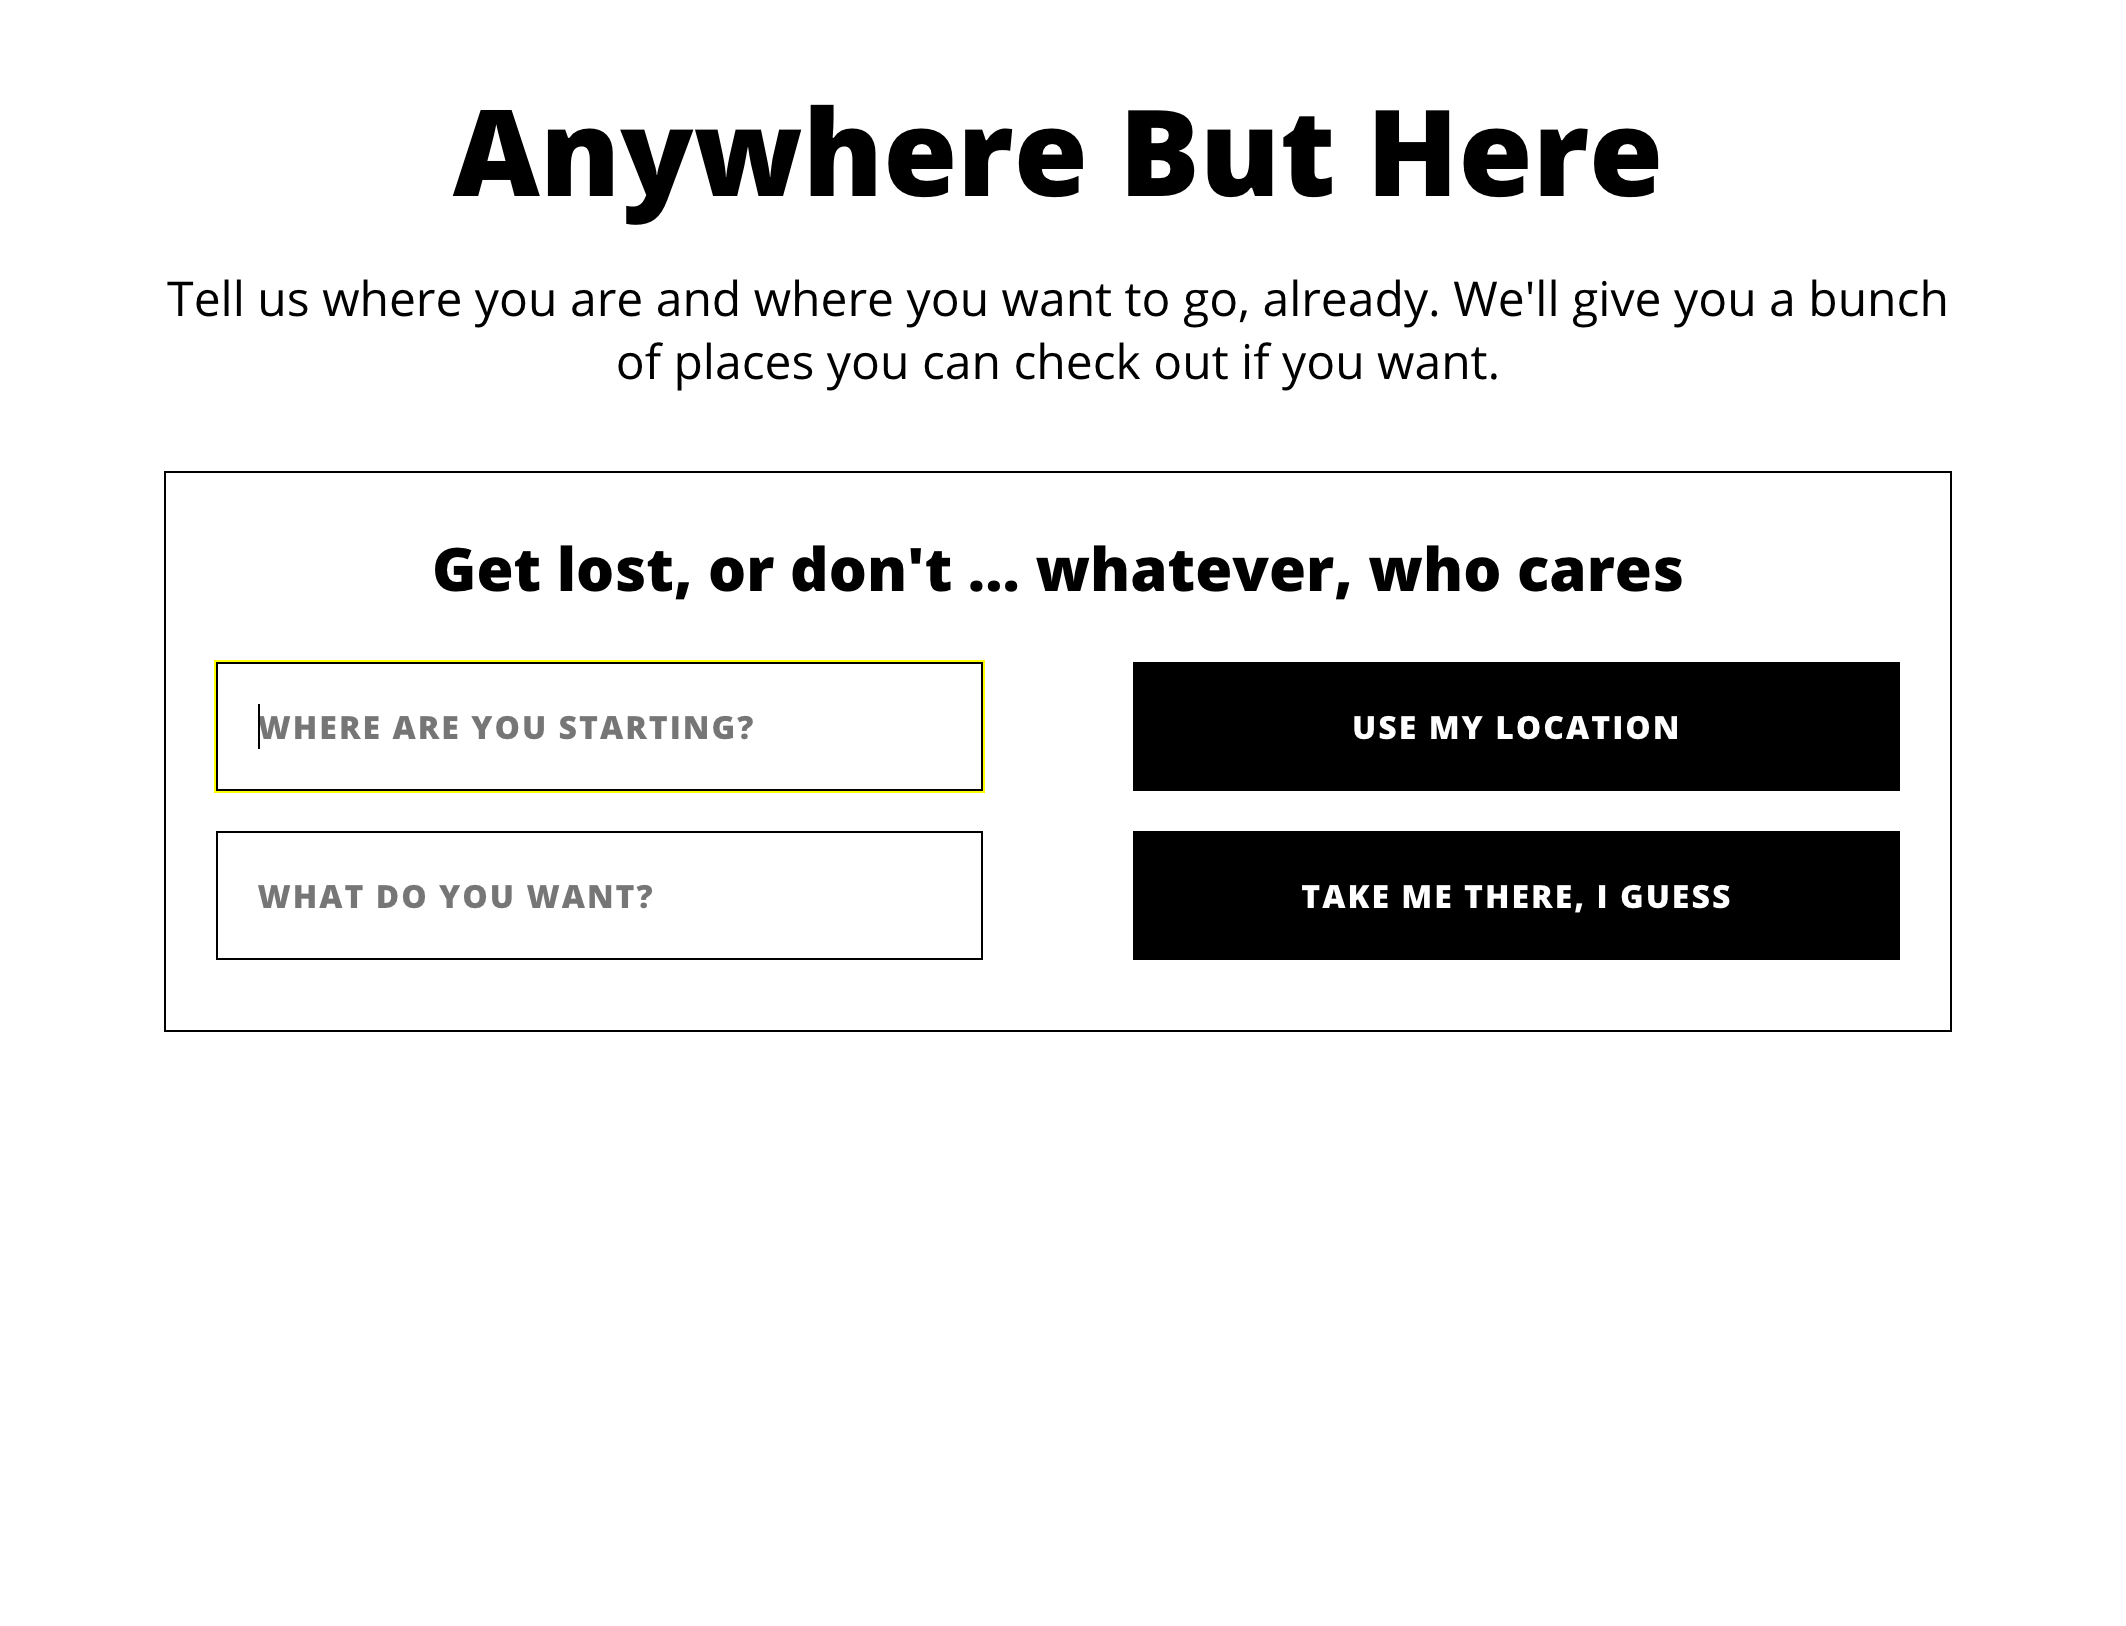 Anywhere But Here
Tell us where you are and where you want to go, already. We'll give you a bunch
of places you can check out if you want.
Get lost, or don't ... whatever, who cares
WHERE ARE YOU STARTING?
USE MY LOCATION
WHAT DO YOU WANT?
TAKE ME THERE, I GUESS